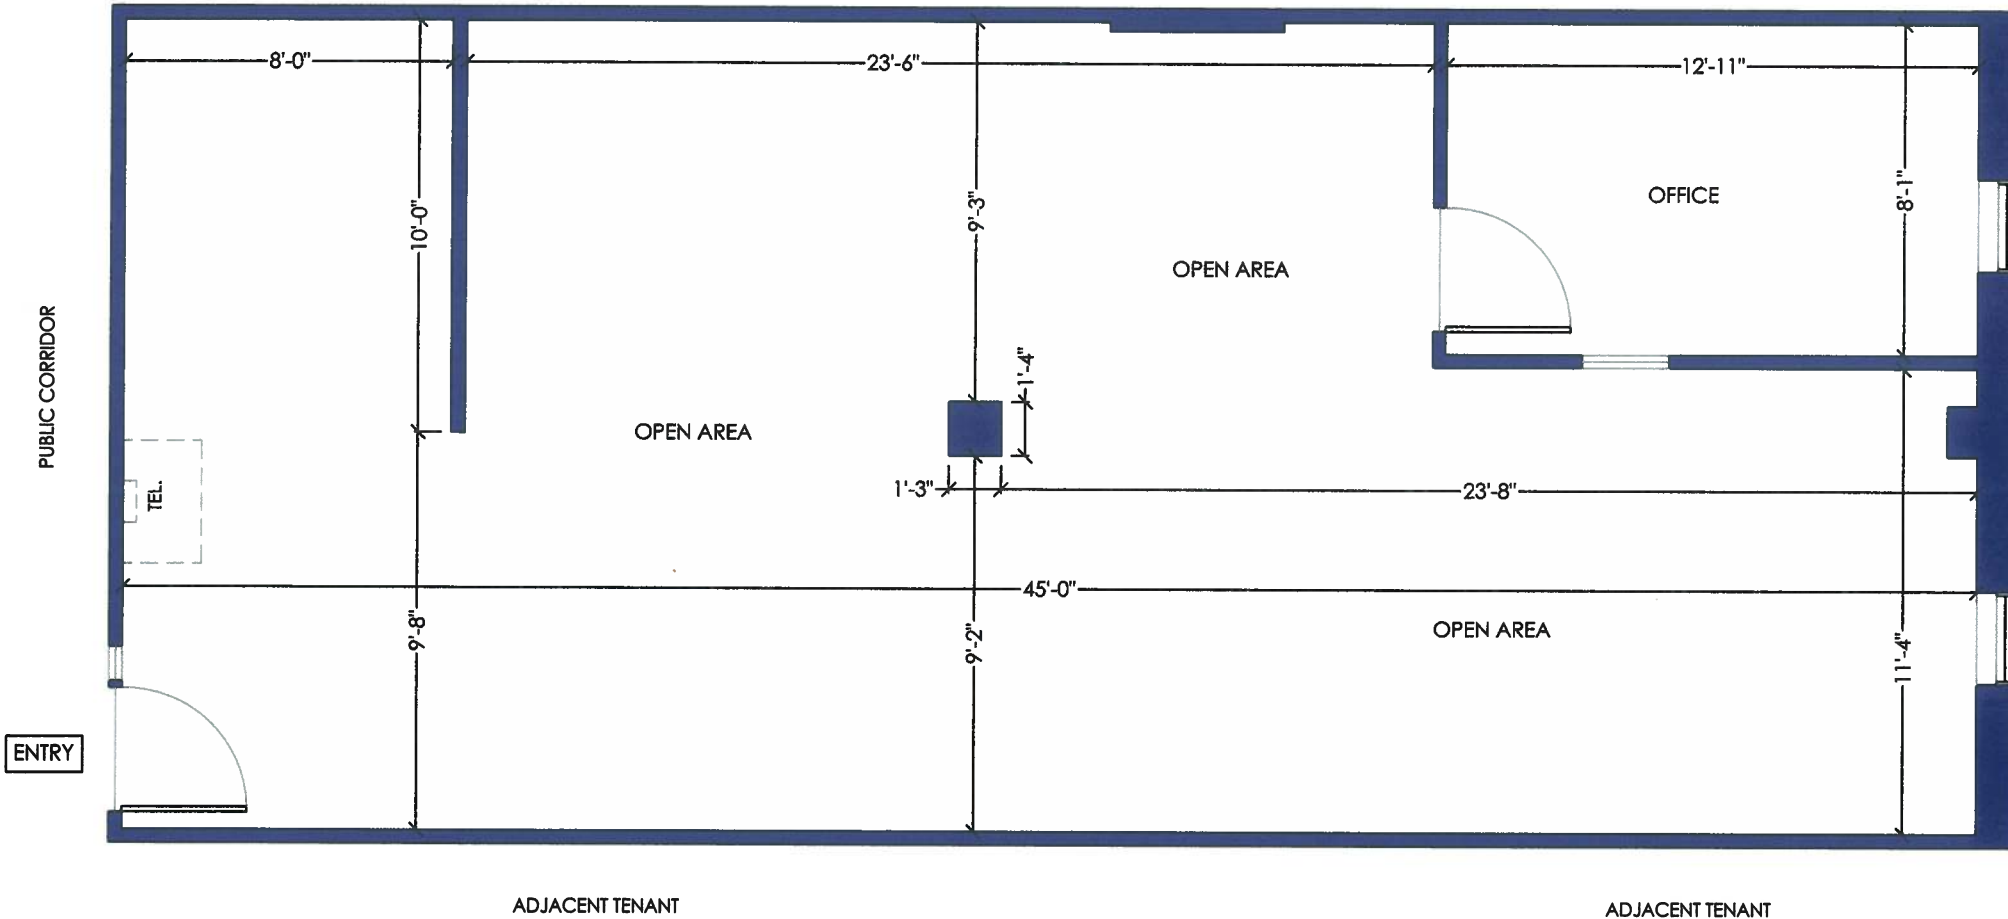 8'-0"
23'-6"
12'-11"
10'-0"
9'-3"
8'-1"
OFFICE
OPEN AREA
PUBLIC CORRIDOR
1'-4"
OPEN AREA
TEL.
1'-3"
23'-8"
45'-0"
9'-8"
9'-2"
OPEN AREA
11'-4"
ENTRY
ADJACENT TENANT
ADJACENT TENANT